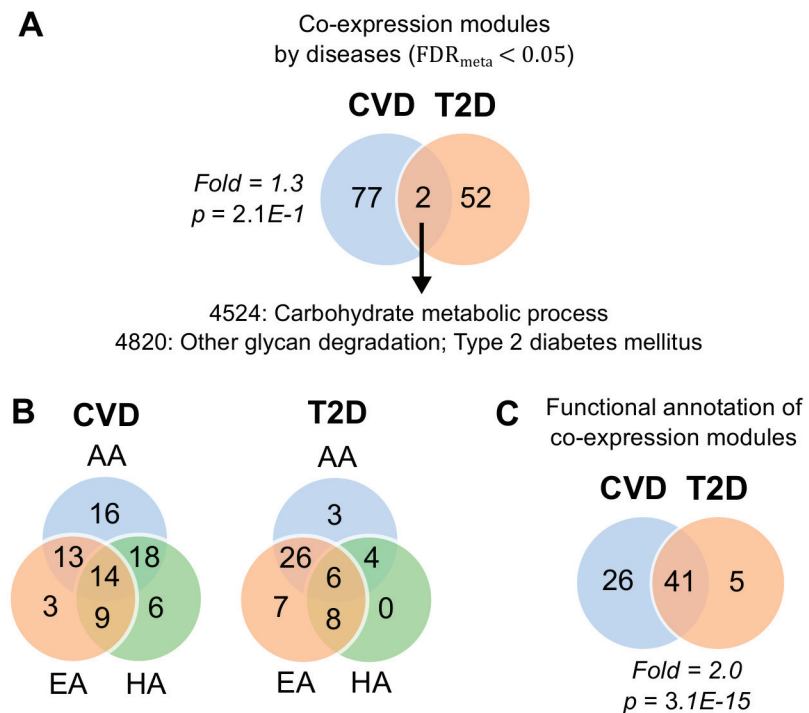 A
Co-expression modules
by diseases (FDRmeta < 0.05)
CVD T2D
Fold = 1.3
p = 2.1E-1
77 2 52
4524: Carbohydrate metabolic process
4820: Other glycan degradation; Type 2 diabetes mellitus
B
CVD
AA
16
13 18
14
3 9 6
EA HA
T2D
AA
3
26 4
6
7 8 0
EA HA
C
Functional annotation of
co-expression modules
CVD T2D
26 41 5
Fold = 2.0
p = 3.1E-15